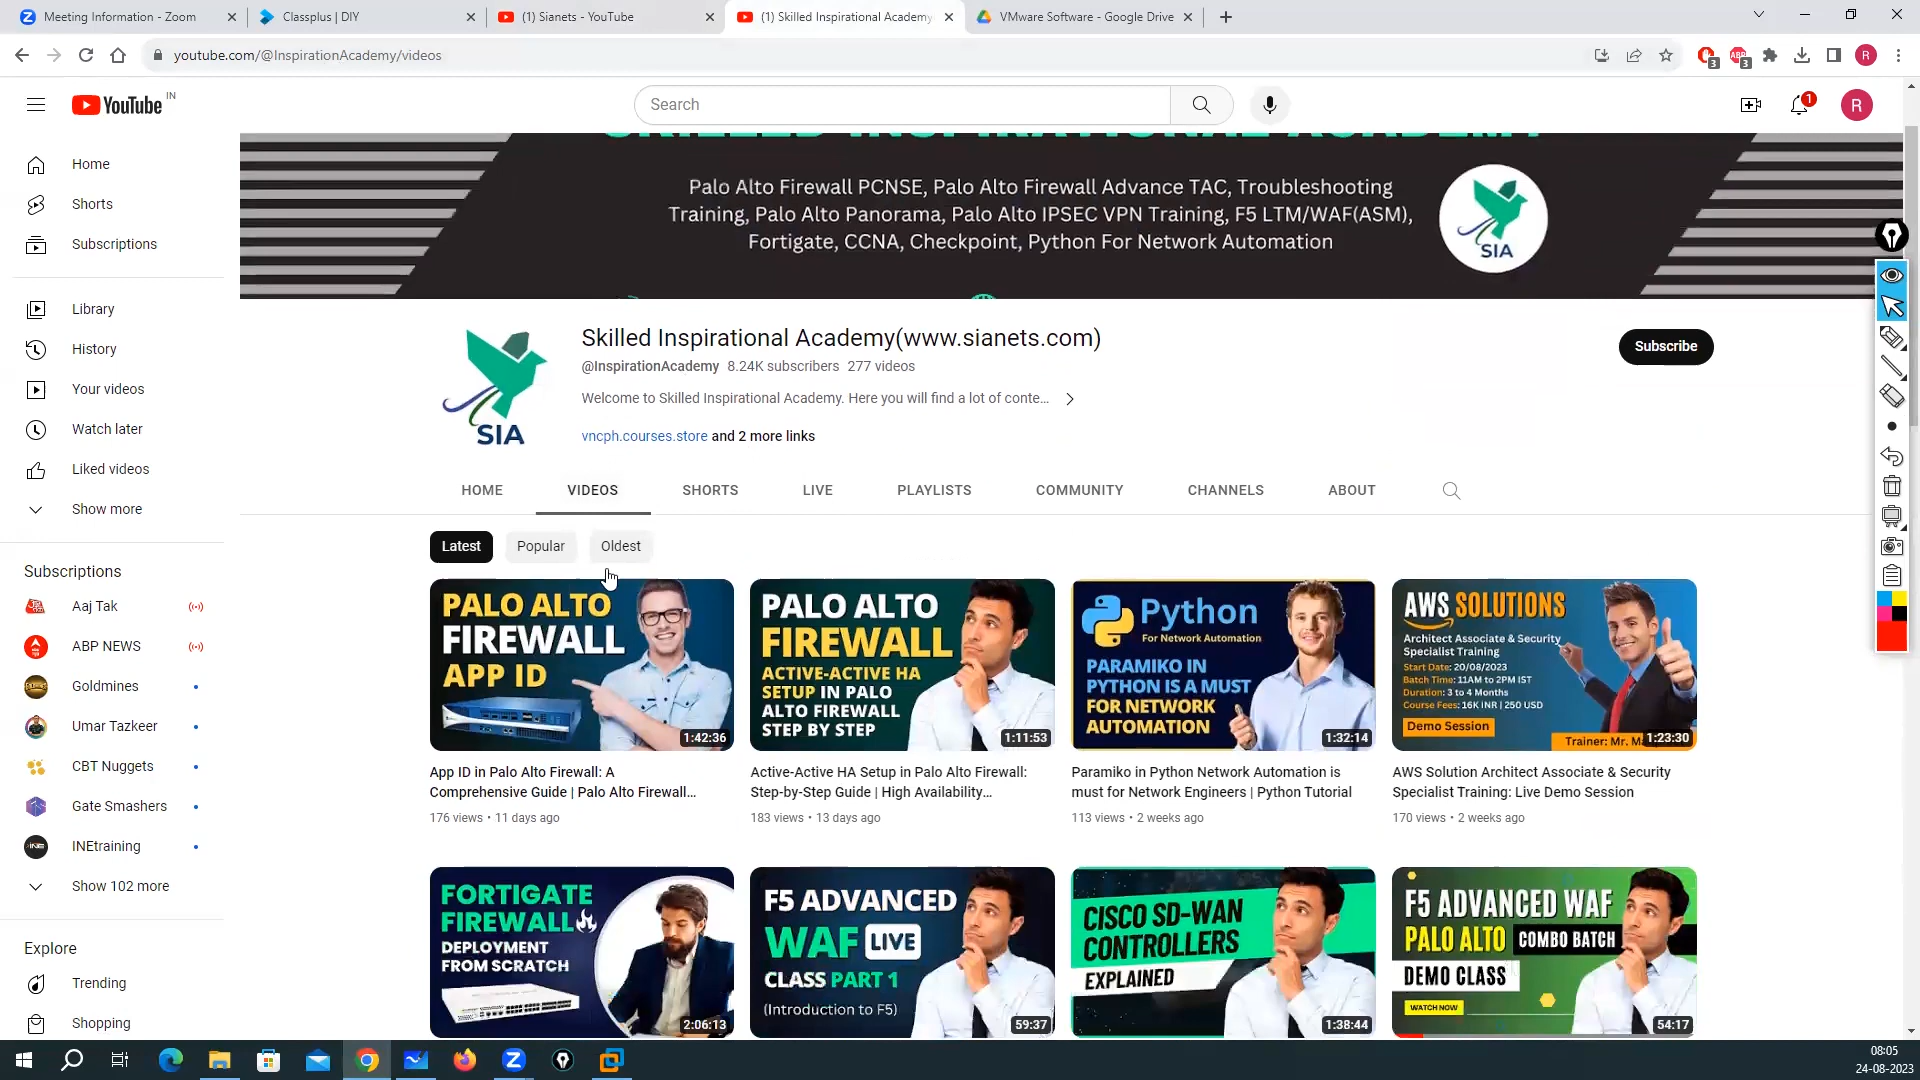 Meeting Information - Zoom
Classplus | DIY
(1) Sianets - YouTube
(1) Skilled Inspirational Academy
VMware Software - Google Drive
youtube.com/@InspirationAcademy/videos
3
ABP
3
R
YouTube IN
Search
1
R
Home
Shorts
Subscriptions
Library
History
Your videos
Watch later
Liked videos
Show more
Subscriptions
Aaj Tak
ABP NEWS
Goldmines
Umar Tazkeer
CBT Nuggets
Gate Smashers
INEtraining
Show 102 more
Explore
Trending
Shopping
SKILLED INSPIRATIONAL ACADEMY
Palo Alto Firewall PCNSE, Palo Alto Firewall Advance TAC, Troubleshooting
Training, Palo Alto Panorama, Palo Alto IPSEC VPN Training, F5 LTM/WAF(ASM),
Fortigate, CCNA, Checkpoint, Python For Network Automation
SIA
SIA
Skilled Inspirational Academy(www.sianets.com)
@InspirationAcademy 8.24K subscribers 277 videos
Welcome to Skilled Inspirational Academy. Here you will find a lot of conte...
vncph.courses.store and 2 more links
Subscribe
HOME
VIDEOS
SHORTS
LIVE
PLAYLISTS
COMMUNITY
CHANNELS
ABOUT
Latest
Popular
Oldest
PALO ALTO
FIREWALL
APP ID
1:42:36
App ID in Palo Alto Firewall: A
Comprehensive Guide | Palo Alto Firewall...
176 views • 11 days ago
PALO ALTO
FIREWALL
ACTIVE-ACTIVE HA
SETUP IN PALO
ALTO FIREWALL
STEP BY STEP
1:11:53
Active-Active HA Setup in Palo Alto Firewall:
Step-by-Step Guide | High Availability...
183 views • 13 days ago
Python
For Network Automation
PARAMIKO IN
PYTHON IS A MUST
FOR NETWORK
AUTOMATION
1:32:14
Paramiko in Python Network Automation is
must for Network Engineers | Python Tutorial
113 views • 2 weeks ago
AWS SOLUTIONS
Architect Associate & Security
Specialist Training
Start Date: 20/08/2023
Batch Time: 11AM to 2PM IST
Duration: 3 to 4 Months
Course Fees: 16K INR | 250 USD
Demo Session
Trainer: Mr.
1:23:30
AWS Solution Architect Associate & Security
Specialist Training: Live Demo Session
170 views • 2 weeks ago
FORTIGATE
FIREWALL
DEPLOYMENT
FROM SCRATCH
2:06:13
F5 ADVANCED
WAF LIVE
CLASS PART 1
(Introduction to F5)
59:37
CISCO SD-WAN
CONTROLLERS
EXPLAINED
1:38:44
F5 ADVANCED WAF
PALO ALTO COMBO BATCH
DEMO CLASS
WATCH NOW
54:17
08:05
24-08-2023